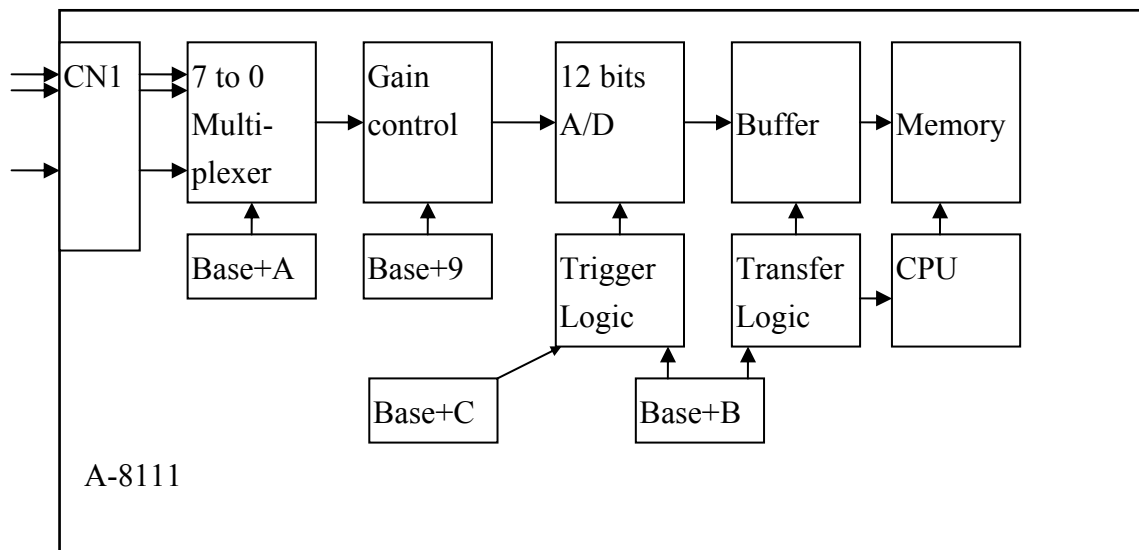 CN1
7 to 0
Multi-
plexer
Gain
control
12 bits
A/D
Buffer
Memory
Base+A
Base+9
Trigger
Logic
Transfer
Logic
CPU
Base+C
Base+B
A-8111